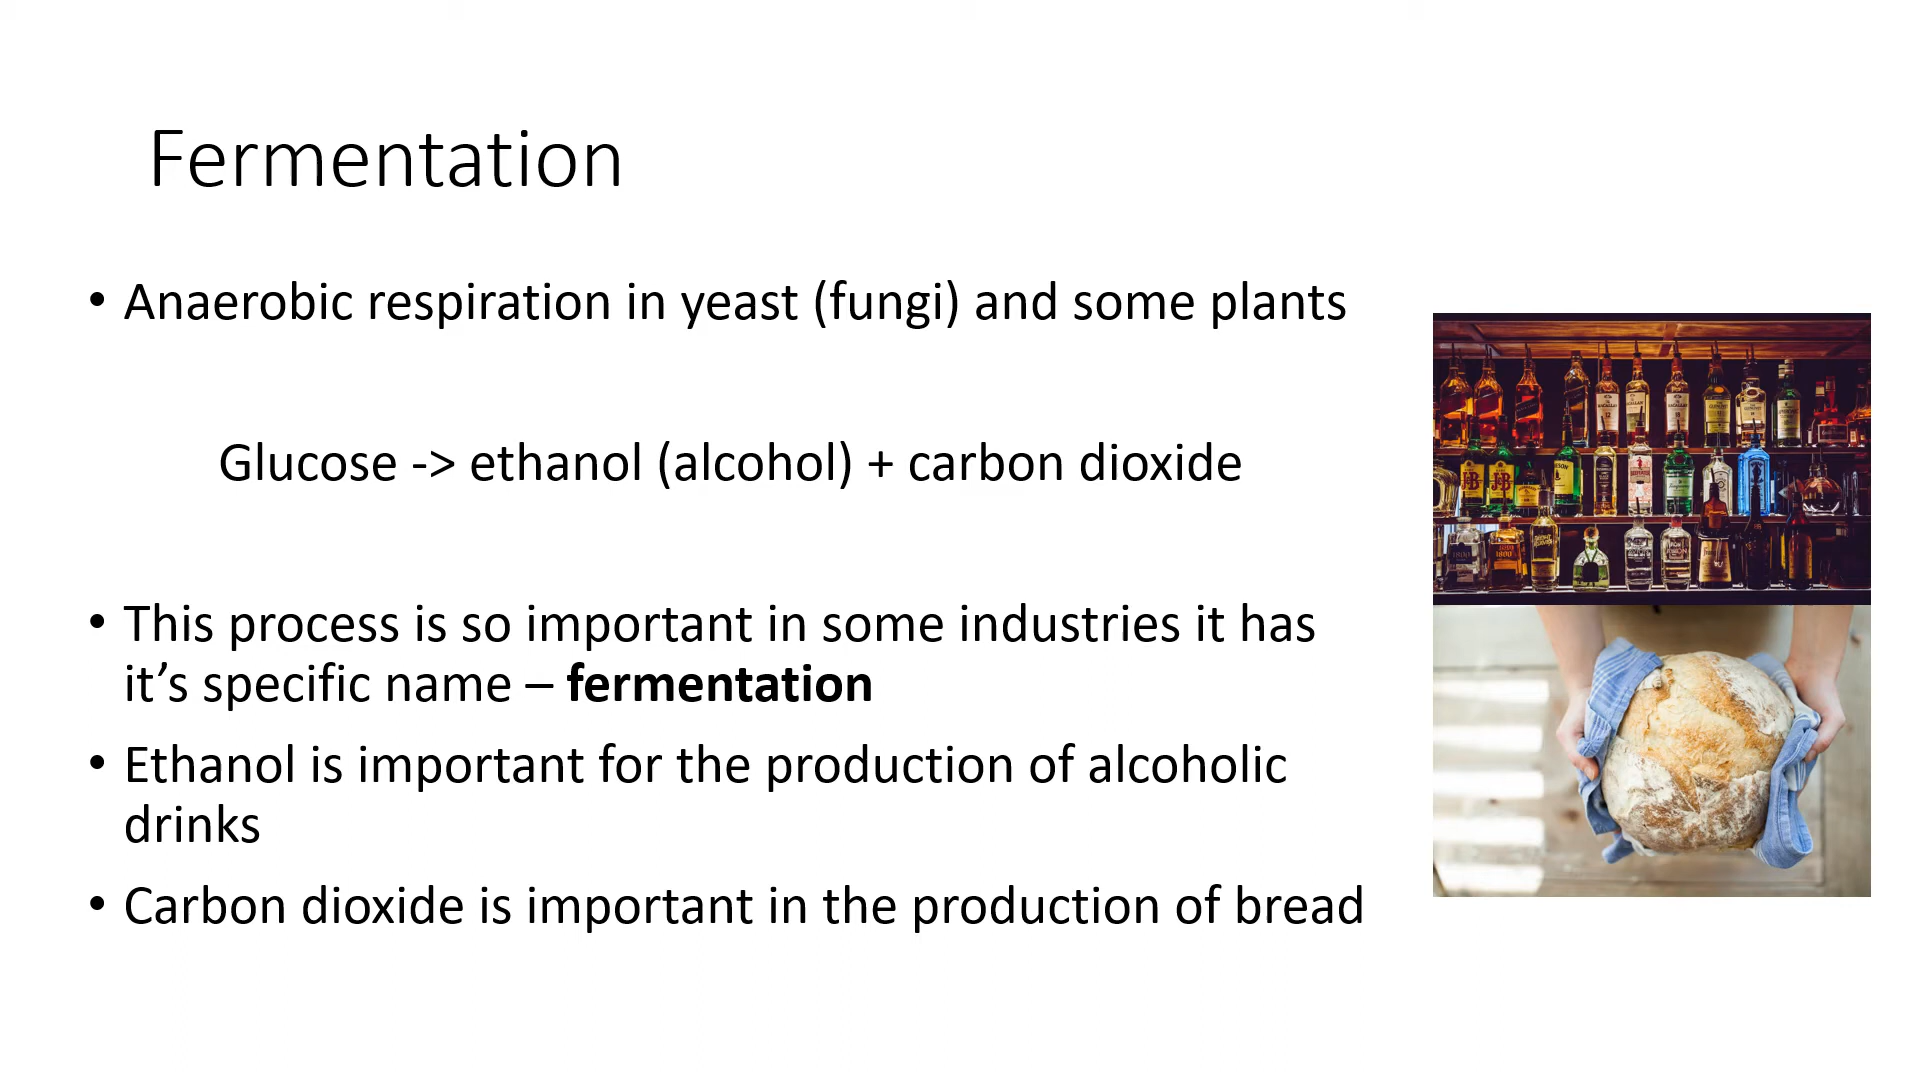 Fermentation
• Anaerobic respiration in yeast (fungi) and some plants
Glucose -> ethanol (alcohol) + carbon dioxide
• This process is so important in some industries it has
it’s specific name – fermentation
• Ethanol is important for the production of alcoholic
drinks
• Carbon dioxide is important in the production of bread